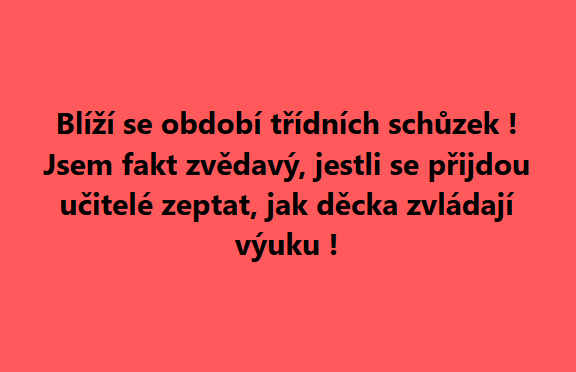 Blíží se období třídních schůzek !
Jsem fakt zvědavý, jestli se přijdou
učitelé zeptat, jak děcka zvládají
výuku !